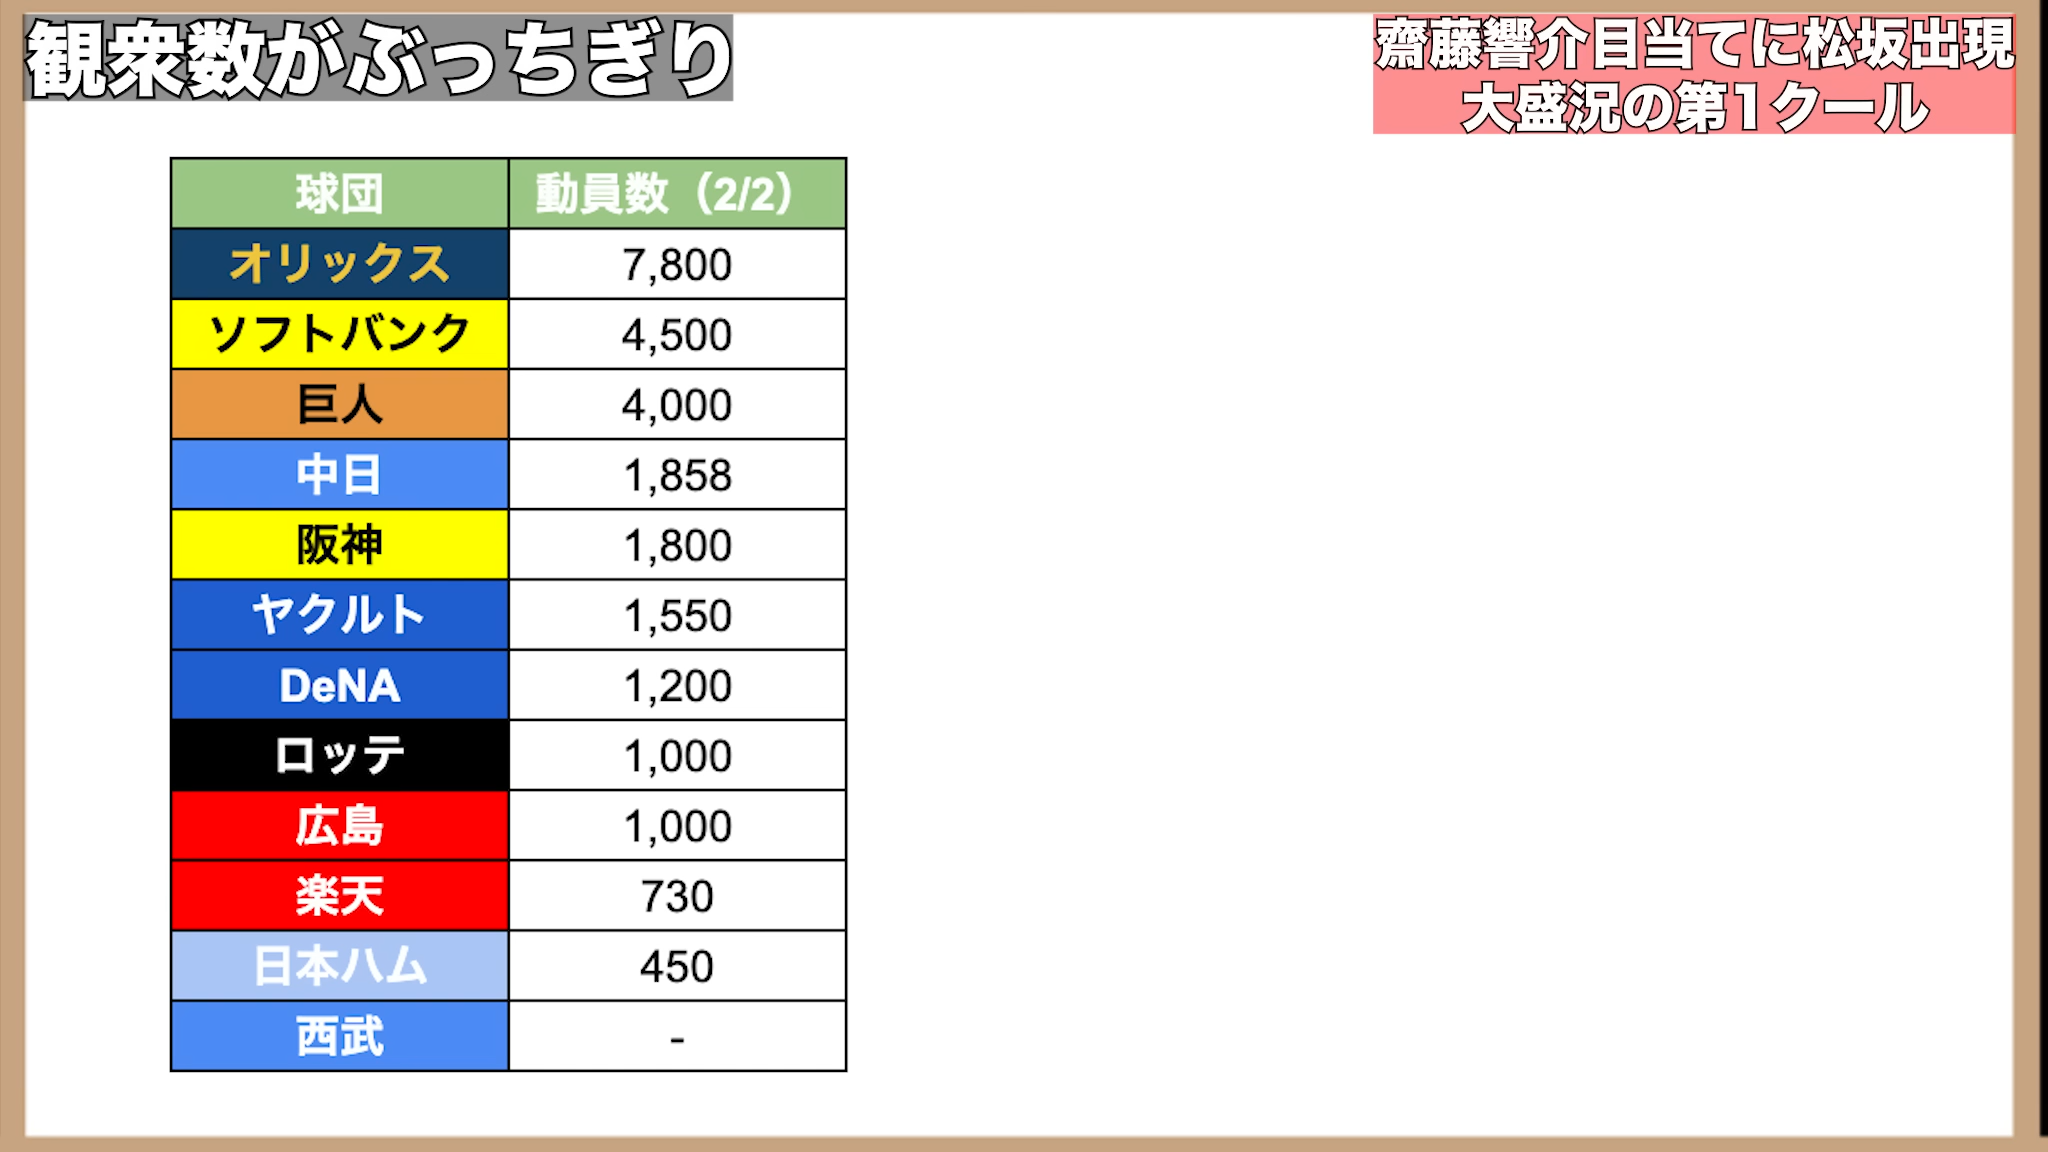 観衆数がぶっちぎり
齋藤響介目当てに松坂出現
大盛況の第1クール
球団 動員数（2/2）
オリックス 7,800
ソフトバンク 4,500
巨人 4,000
中日 1,858
阪神 1,800
ヤクルト 1,550
DeNA 1,200
ロッテ 1,000
広島 1,000
楽天 730
日本ハム 450
西武 -